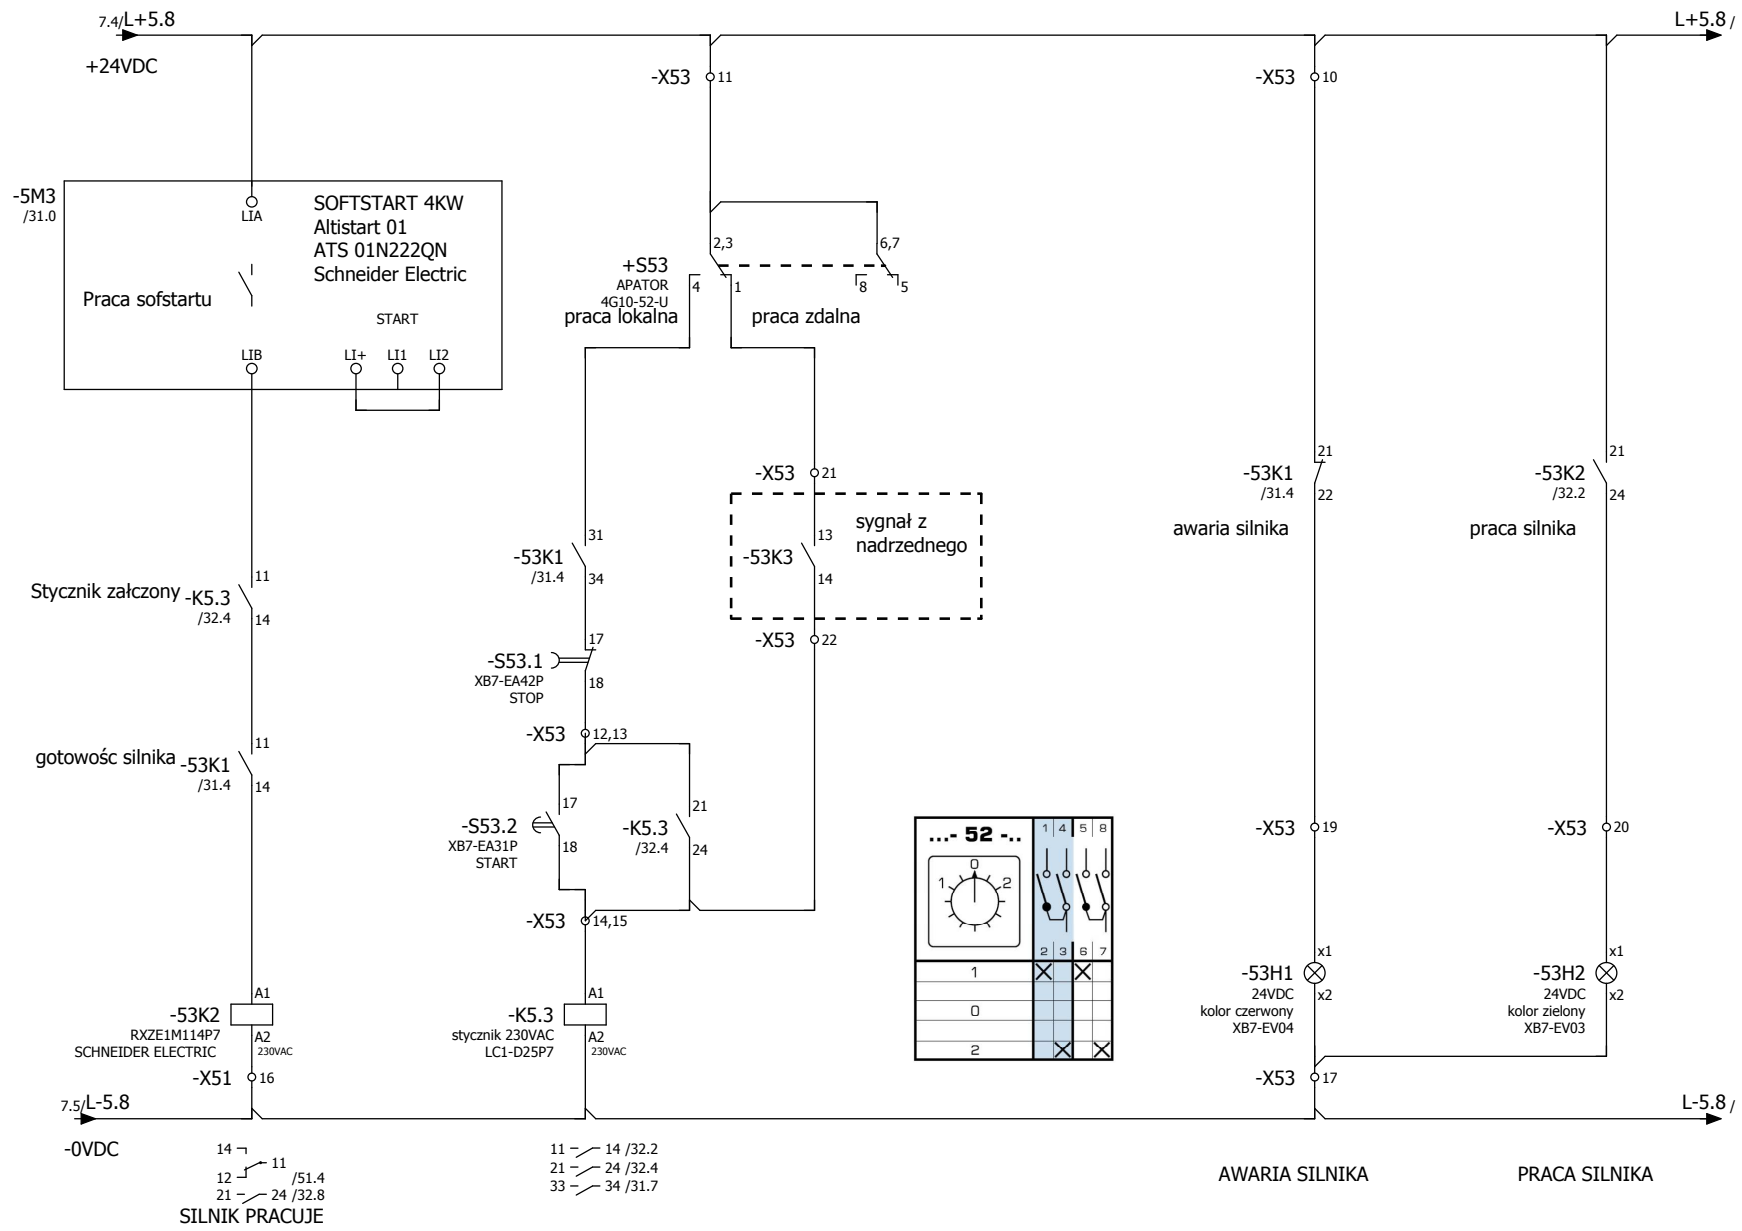 7.4/L+5.8
L+5.8 /
+24VDC
-X53 11
-X53 10
-5M3
/31.0
LIA
SOFTSTART 4KW
Altistart 01
ATS 01N222QN
Schneider Electric
Praca sofstartu
START
LIB
LI+ LI1 LI2
2,3
6,7
+S53
APATOR
4G10-52-U
4 1
8 5
praca lokalna
praca zdalna
-X53 21
sygnał z
nadrzednego
13
-53K3
14
-X53 22
31
-53K1
/31.4
34
21
-53K1
/31.4
22
awaria silnika
21
-53K2
/32.2
24
praca silnika
Stycznik załczony
11
-K5.3
/32.4
14
17
-S53.1
XB7-EA42P
STOP
18
-X53 12,13
gotowośc silnika
11
-53K1
/31.4
14
17
-S53.2
XB7-EA31P
START
18
21
-K5.3
/32.4
24
-X53 14,15
...- 52 -..
1 4 5 8
0
1 2
2 3 6 7
1
0
2
-X53 19
-X53 20
A1
-53K2
RXZE1M114P7
SCHNEIDER ELECTRIC
A2
230VAC
-X51 16
A1
-K5.3
stycznik 230VAC
LC1-D25P7
A2
230VAC
x1
-53H1
24VDC
kolor czerwony
XB7-EV04
x2
x1
-53H2
24VDC
kolor zielony
XB7-EV03
x2
-X53 17
7.5/L-5.8
L-5.8 /
-0VDC
14
11
12 /51.4
21 24 /32.8
SILNIK PRACUJE
11 14 /32.2
21 24 /32.4
33 34 /31.7
AWARIA SILNIKA
PRACA SILNIKA